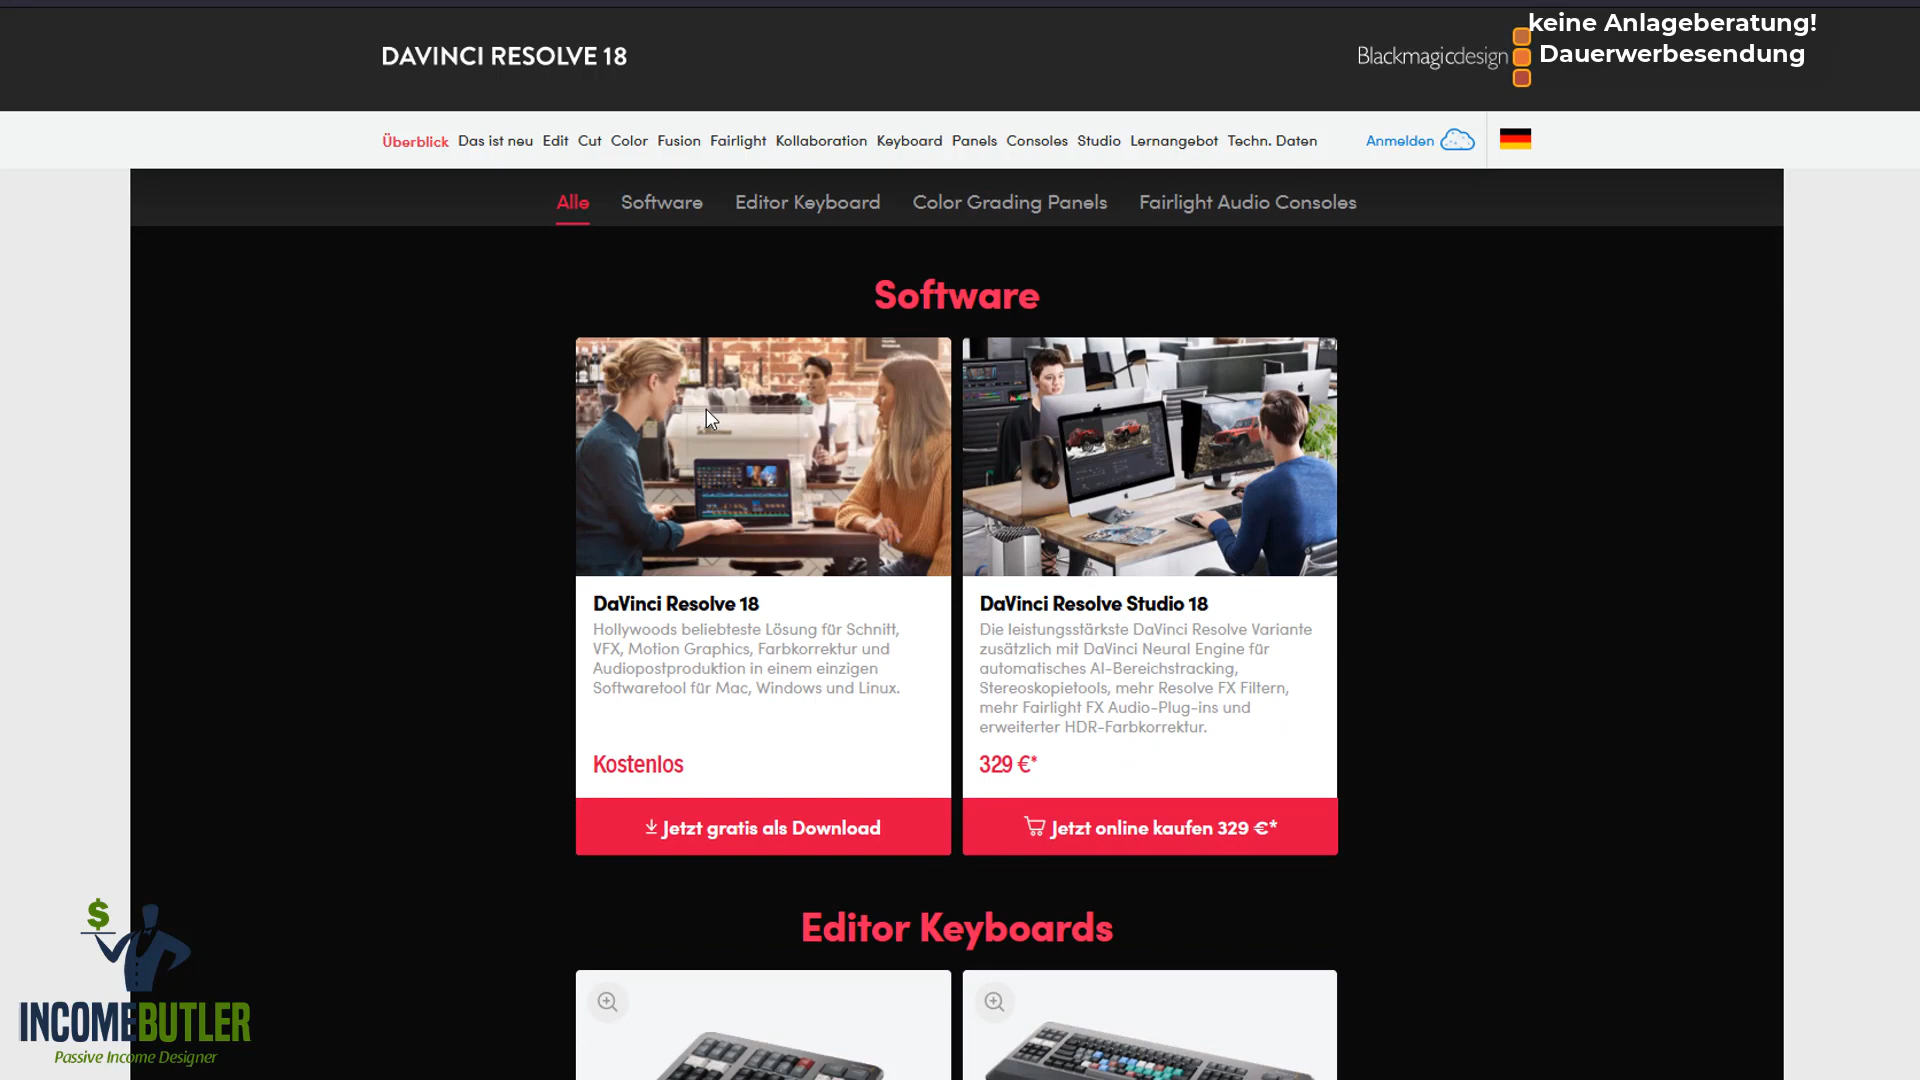 keine Anlageberatung!
Dauerwerbesendung
DAVINCI RESOLVE 18
Blackmagicdesign
Überblick Das ist neu Edit Cut Color Fusion Fairlight Kollaboration Keyboard Panels Consoles Studio Lernangebot Techn. Daten Anmelden
Alle Software Editor Keyboard Color Grading Panels Fairlight Audio Consoles
Software
DaVinci Resolve 18
Hollywoods beliebteste Lösung für Schnitt,
VFX, Motion Graphics, Farbkorrektur und
Audiopostproduktion in einem einzigen
Softwaretool für Mac, Windows und Linux.
Kostenlos
Jetzt gratis als Download
DaVinci Resolve Studio 18
Die leistungsstärkste DaVinci Resolve Variante
zusätzlich mit DaVinci Neural Engine für
automatisches AI-Bereichstracking,
Stereoskopietools, mehr Resolve FX Filtern,
mehr Fairlight FX Audio-Plug-ins und
erweiterter HDR-Farbkorrektur.
329 €*
Jetzt online kaufen 329 €*
Editor Keyboards
$
INCOMEBUTLER
Passive Income Designer